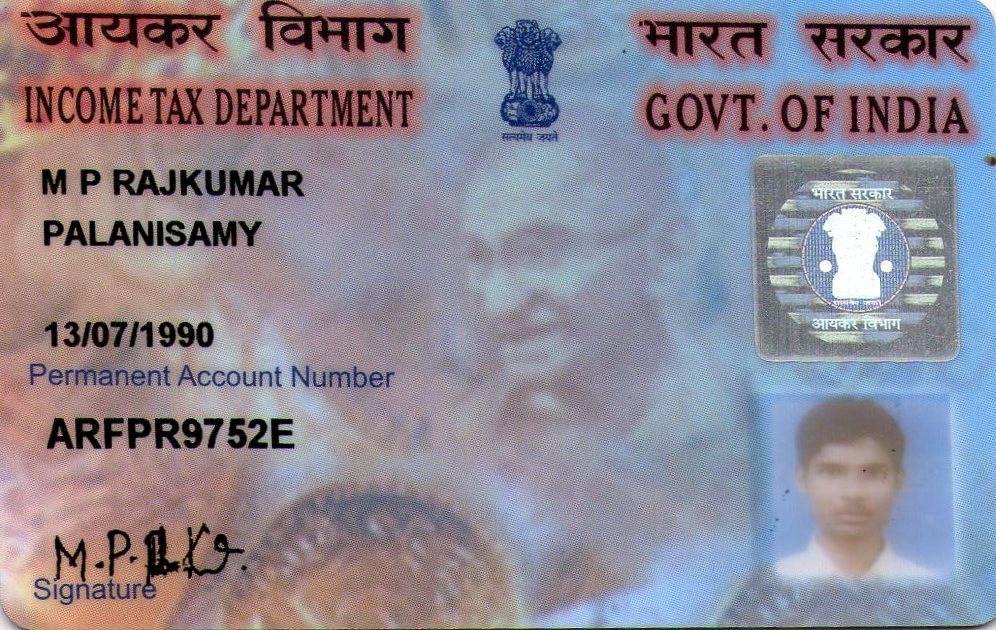 आयकर विभाग
भारत सरकार
INCOME TAX DEPARTMENT
GOVT. OF INDIA
सत्यमेव जयते
M P RAJKUMAR
PALANISAMY
भारत सरकार
आयकर विभाग
13/07/1990
Permanent Account Number
ARFPR9752E
M.P.
Signature